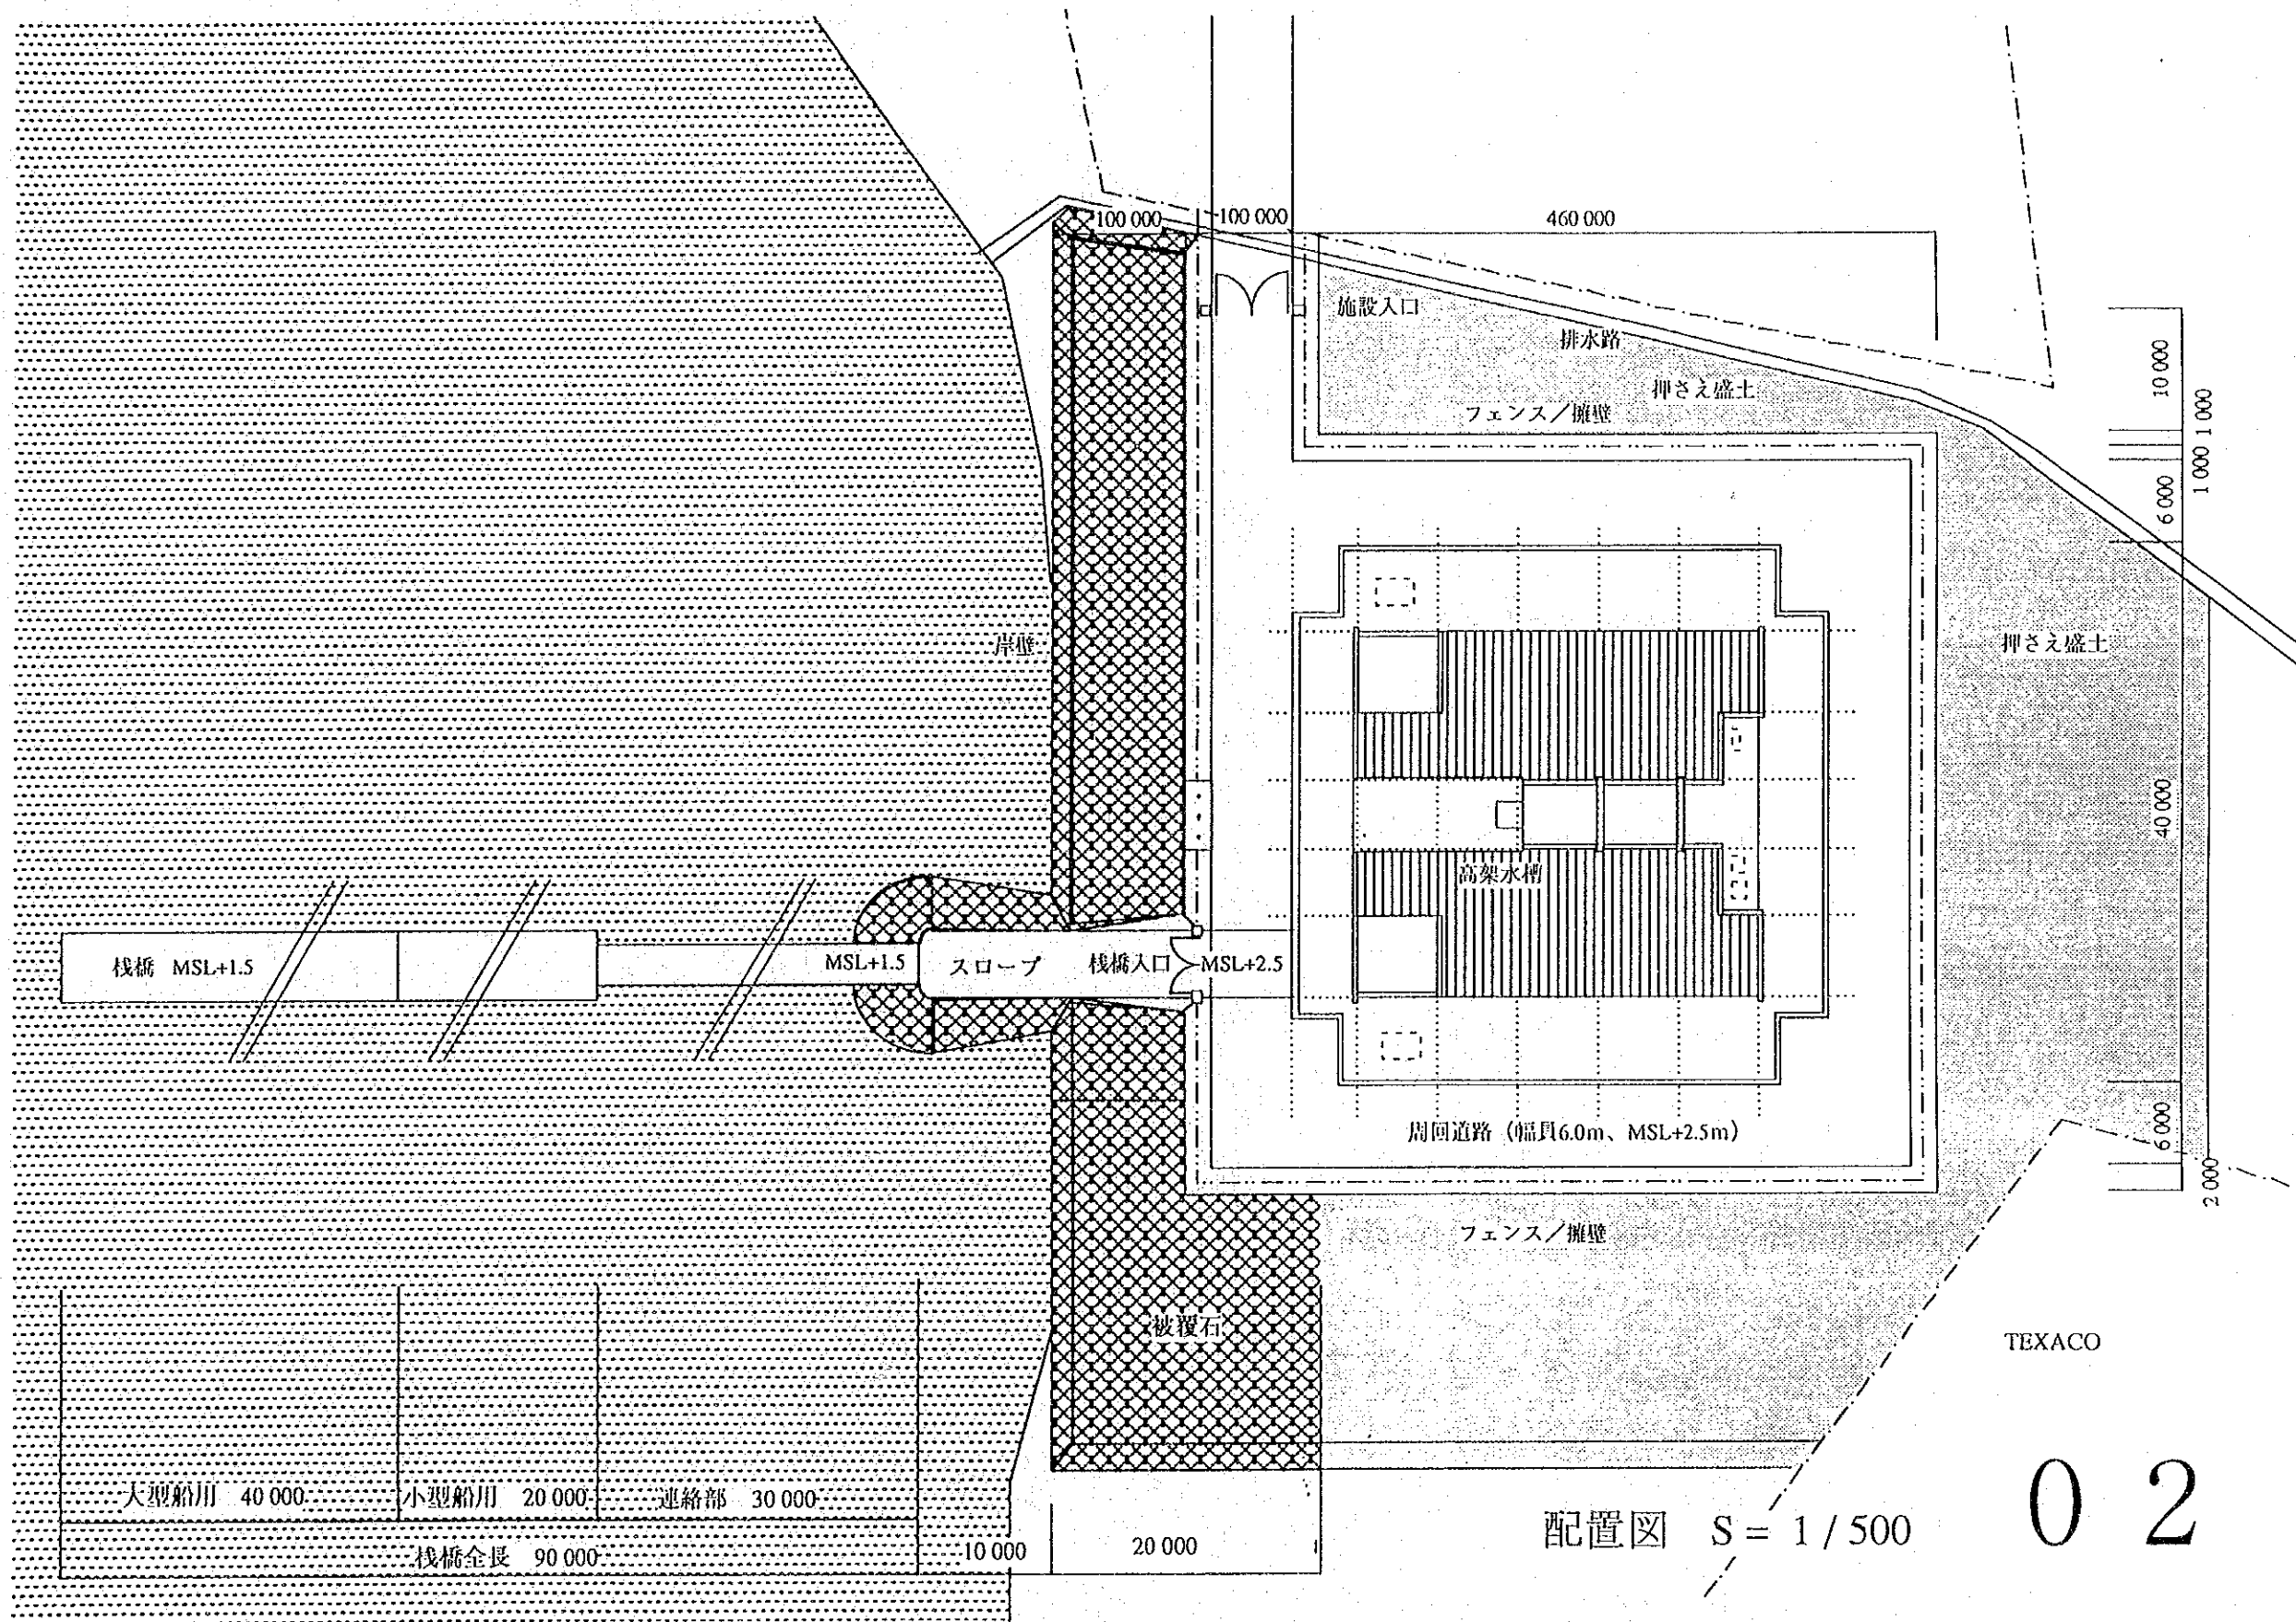 100 000
100 000
460 000
施設入口
排水路
押さえ盛土
フェンス／擁壁
10 000
1 000
1 000
6 000
岸壁
押さえ盛土
40 000
高架水槽
桟橋 MSL+1.5
MSL+1.5
スロープ
桟橋入口
MSL+2.5
周回道路（幅員6.0m、MSL+2.5m）
6 000
2 000
フェンス／擁壁
被覆石
TEXACO
大型船用 40 000
小型船用 20 000
連絡部 30 000
桟橋全長 90 000
10 000
20 000
配置図 S = 1 / 500
0 2